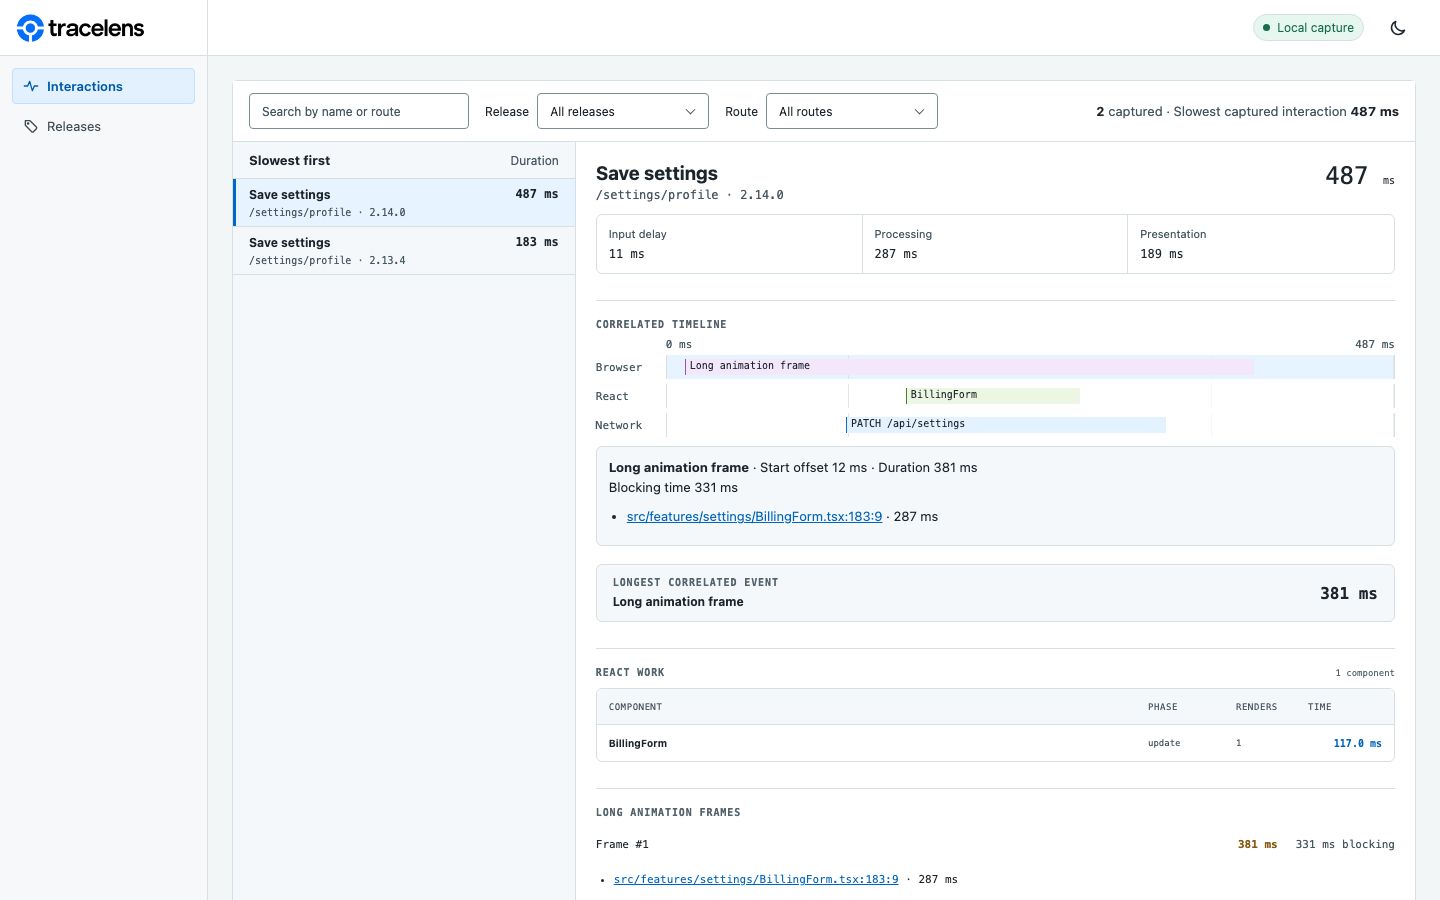 tracelens
Local capture
Interactions
Releases
Search by name or route
Release
All releases
Route
All routes
2 captured · Slowest captured interaction 487 ms
Slowest first
Duration
Save settings
487 ms
/settings/profile · 2.14.0
Save settings
183 ms
/settings/profile · 2.13.4
Save settings
487 ms
/settings/profile · 2.14.0
Input delay
11 ms
Processing
287 ms
Presentation
189 ms
CORRELATED TIMELINE
0 ms
487 ms
Browser
Long animation frame
React
BillingForm
Network
PATCH /api/settings
Long animation frame · Start offset 12 ms · Duration 381 ms
Blocking time 331 ms
• src/features/settings/BillingForm.tsx:183:9 · 287 ms
LONGEST CORRELATED EVENT
Long animation frame
381 ms
REACT WORK
1 component
COMPONENT
PHASE
RENDERS
TIME
BillingForm
update
1
117.0 ms
LONG ANIMATION FRAMES
Frame #1
381 ms
331 ms blocking
• src/features/settings/BillingForm.tsx:183:9 · 287 ms